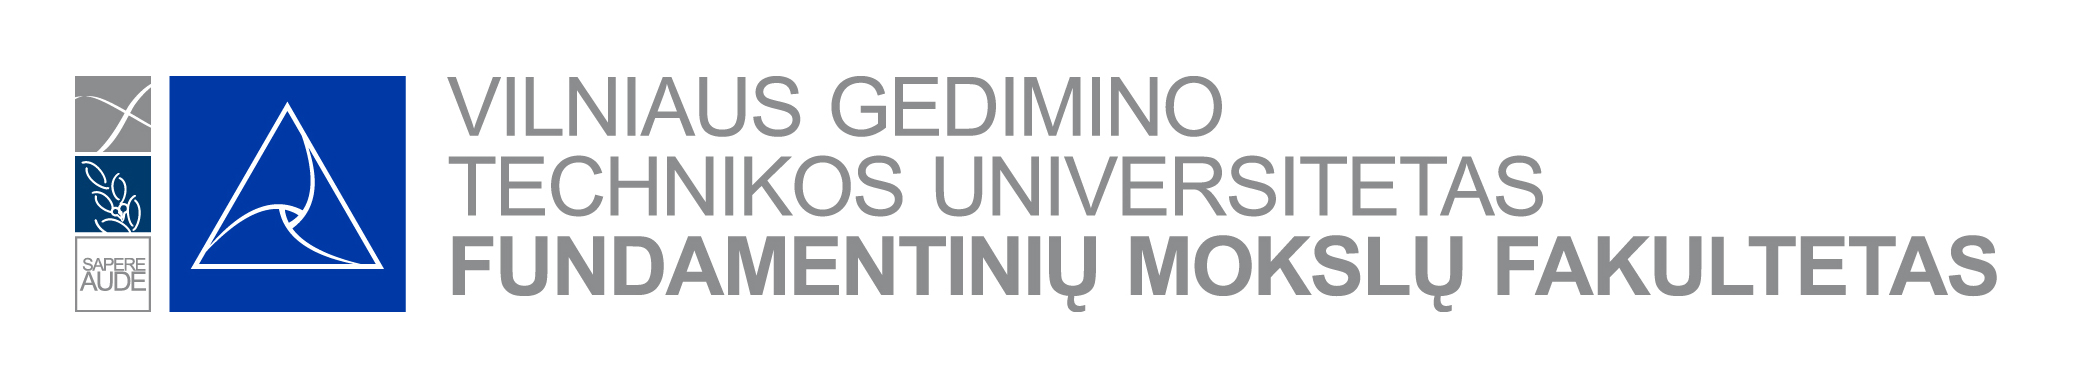 SAPERE
AUDE
VILNIAUS GEDIMINO
TECHNIKOS UNIVERSITETAS
FUNDAMENTINIŲ MOKSLŲ FAKULTETAS